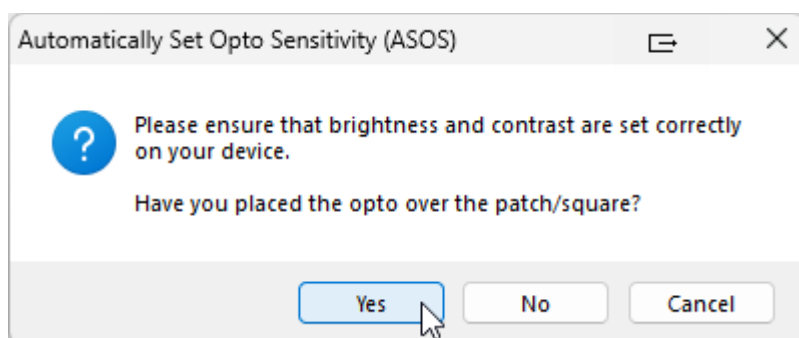 Automatically Set Opto Sensitivity (ASOS)
?
Please ensure that brightness and contrast are set correctly
on your device.
Have you placed the opto over the patch/square?
Yes No Cancel